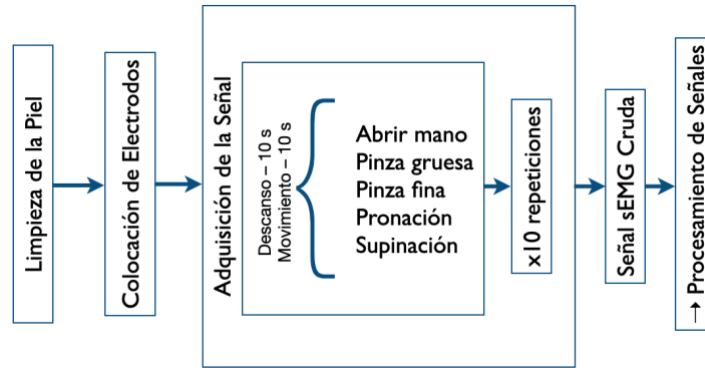 Limpieza de la Piel
Colocación de Electrodos
Adquisición de la Señal
Descanso – 10 s
Movimiento – 10 s
Abrir mano
Pinza gruesa
Pinza fina
Pronación
Supinación
x10 repeticiones
Señal sEMG Cruda
→ Procesamiento de Señales